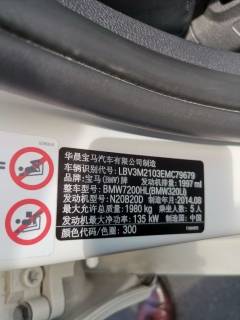 华晨宝马汽车有限公司制造
车辆识别代号: LBV3M2103EMC79679
品牌: 宝马(BMW)牌 发动机排量: 1997 ml
整车型号: BMW7200HL(BMW320Li)
发动机型号: N20B20D 制造年月: 2014.08
最大允许总质量: 1980 kg 乘坐人数: 5 人
发动机最大净功率: 135 kW 制造国: 中国
颜色代码/色号: 300